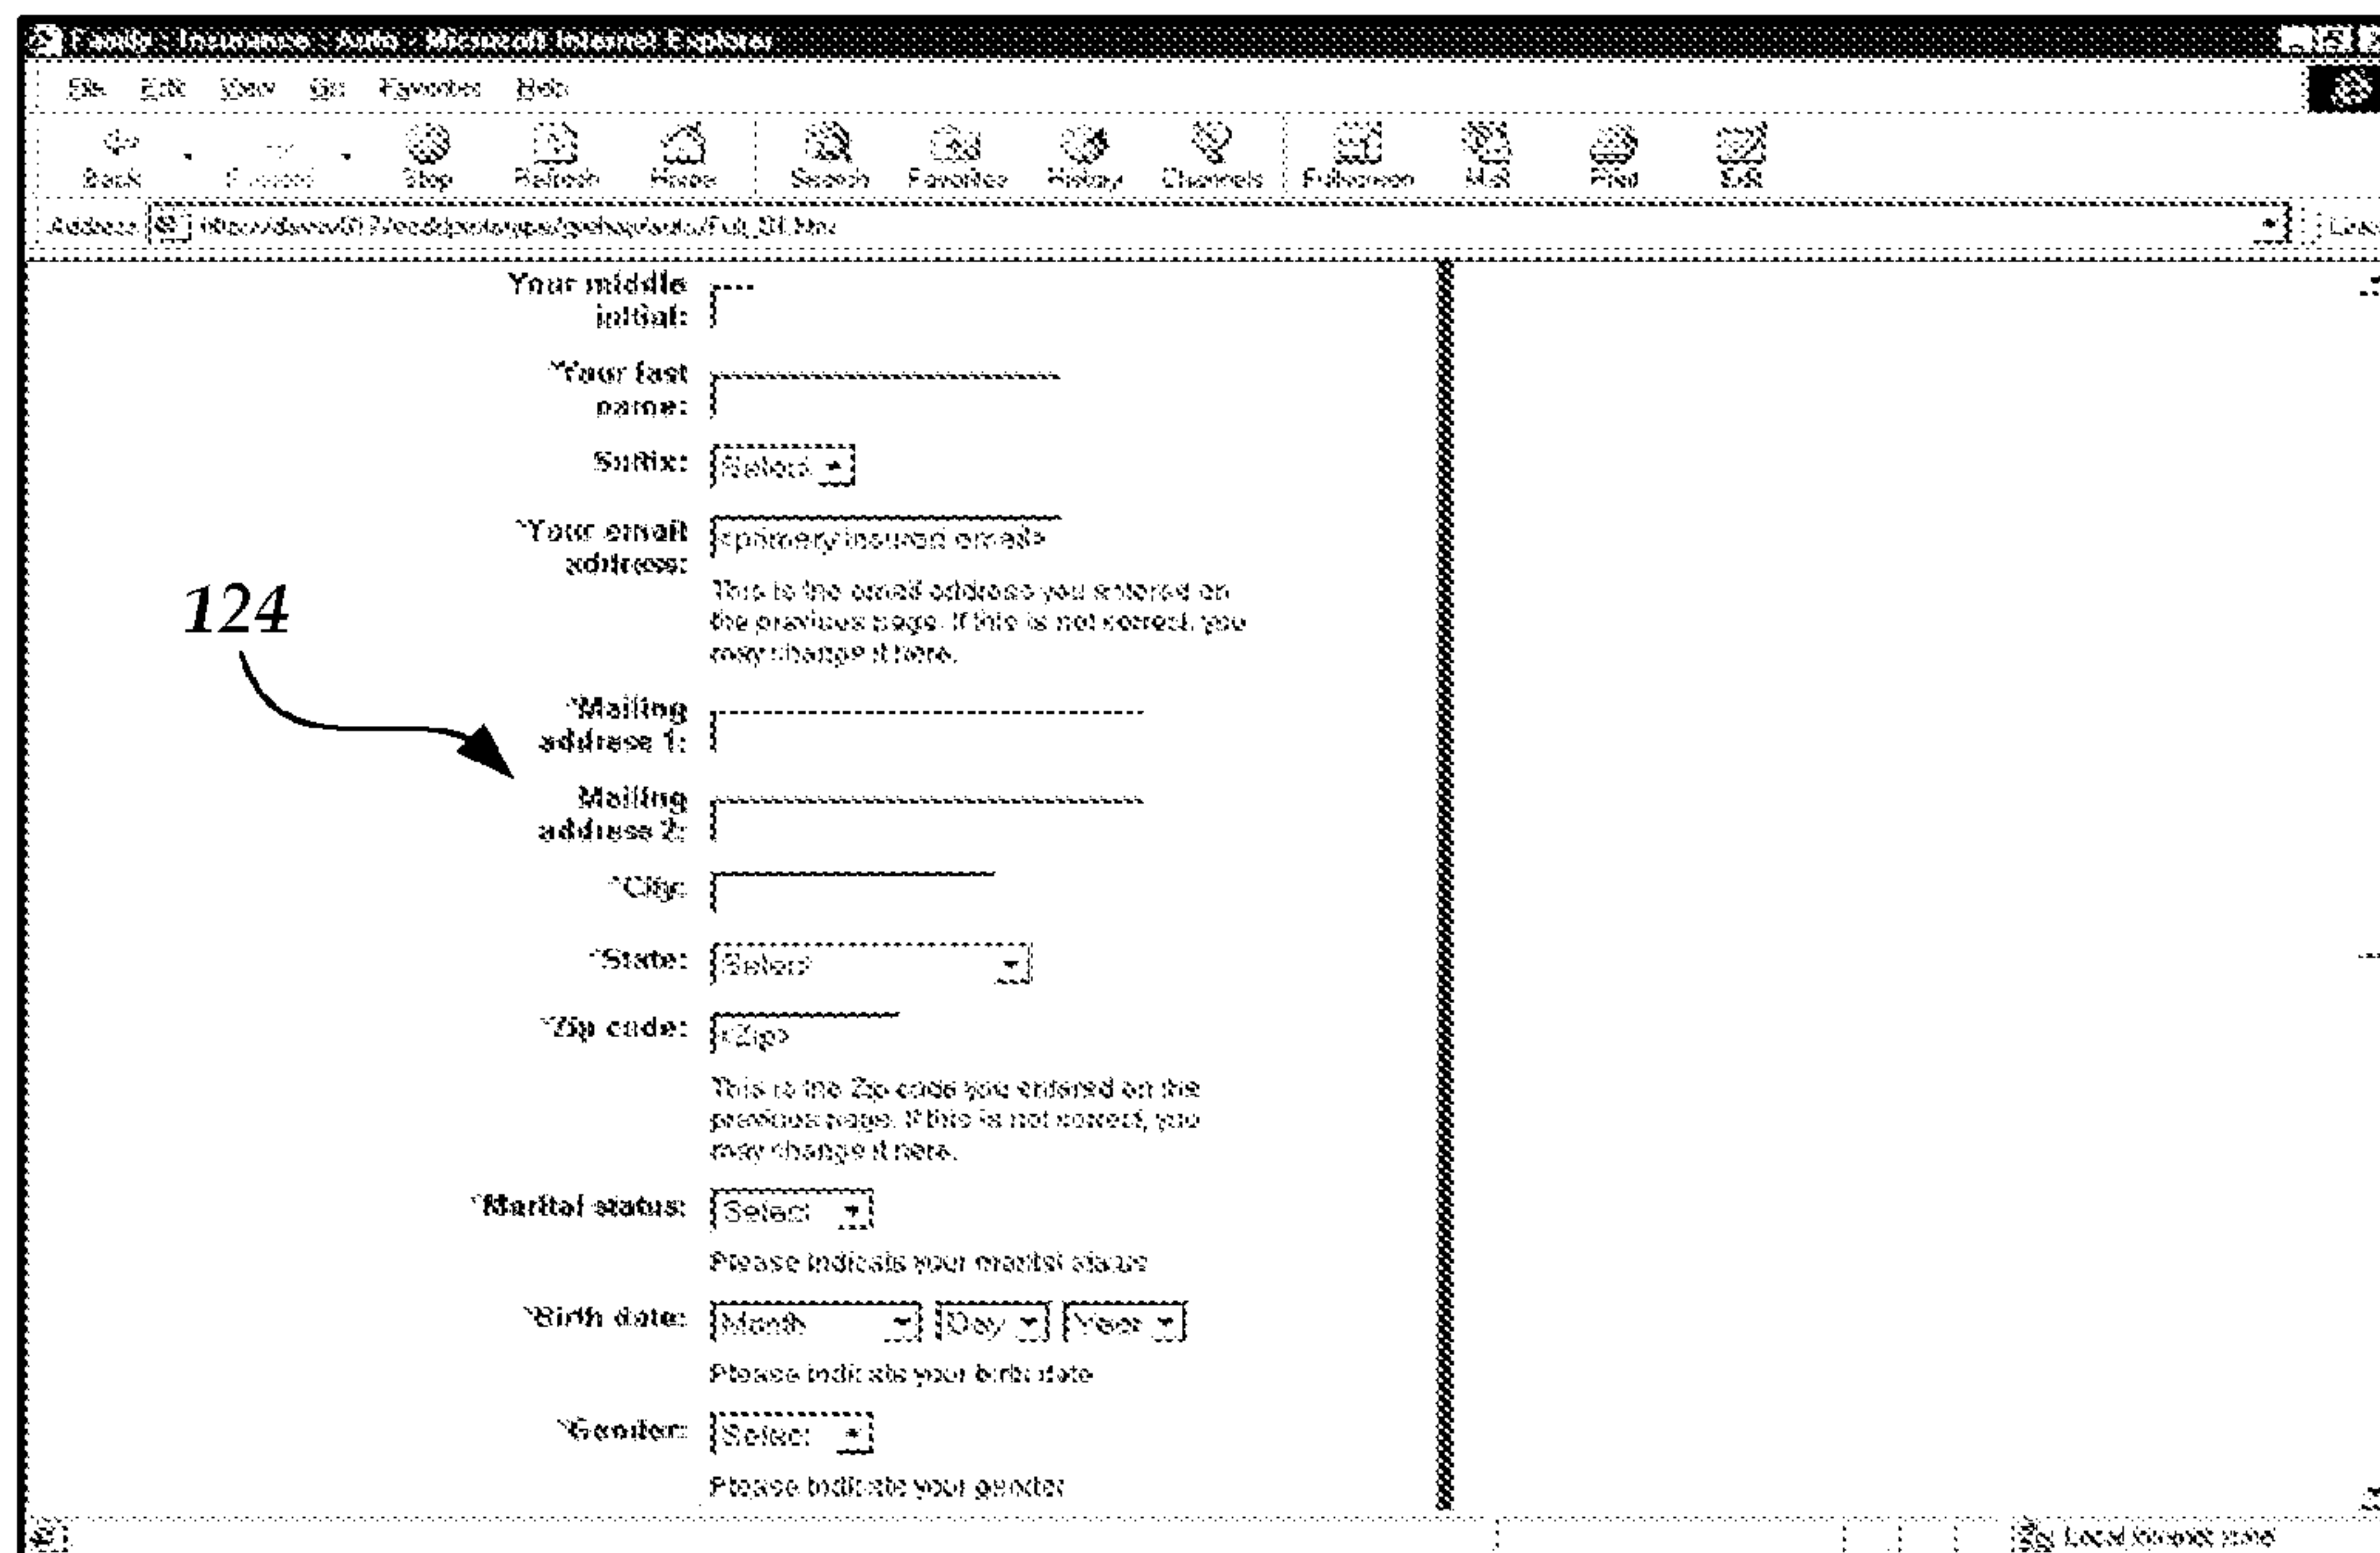 Family : Insurance : Auto - Microsoft Internet Explorer
File Edit View Go Favorites Help
Back Forward Stop Refresh Home Search Favorites History Channels Fullscreen Mail Print Edit
Address
Links
Your middle
initial:
*Your last
name:
Suffix: Select
*Your email
address: <primary insured email>
This is the email address you entered on
the previous page. If this is not correct, you
may change it here.
124
*Mailing
address 1:
Mailing
address 2:
*City:
*State: Select
*Zip code: <Zip>
This is the Zip code you entered on the
previous page. If this is not correct, you
may change it here.
*Marital status: Select
Please indicate your marital status
*Birth date: Month Day Year
Please indicate your birth date
*Gender: Select
Please indicate your gender
Local intranet zone